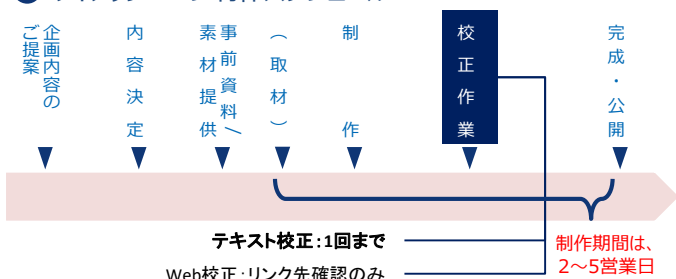 企画内容の
ご提案
内容決定
事前資料/
素材提供
（取材）
制作
校正作業
完成・公開
テキスト校正：1回まで
Web校正：リンク先確認のみ
制作期間は、
2～5営業日